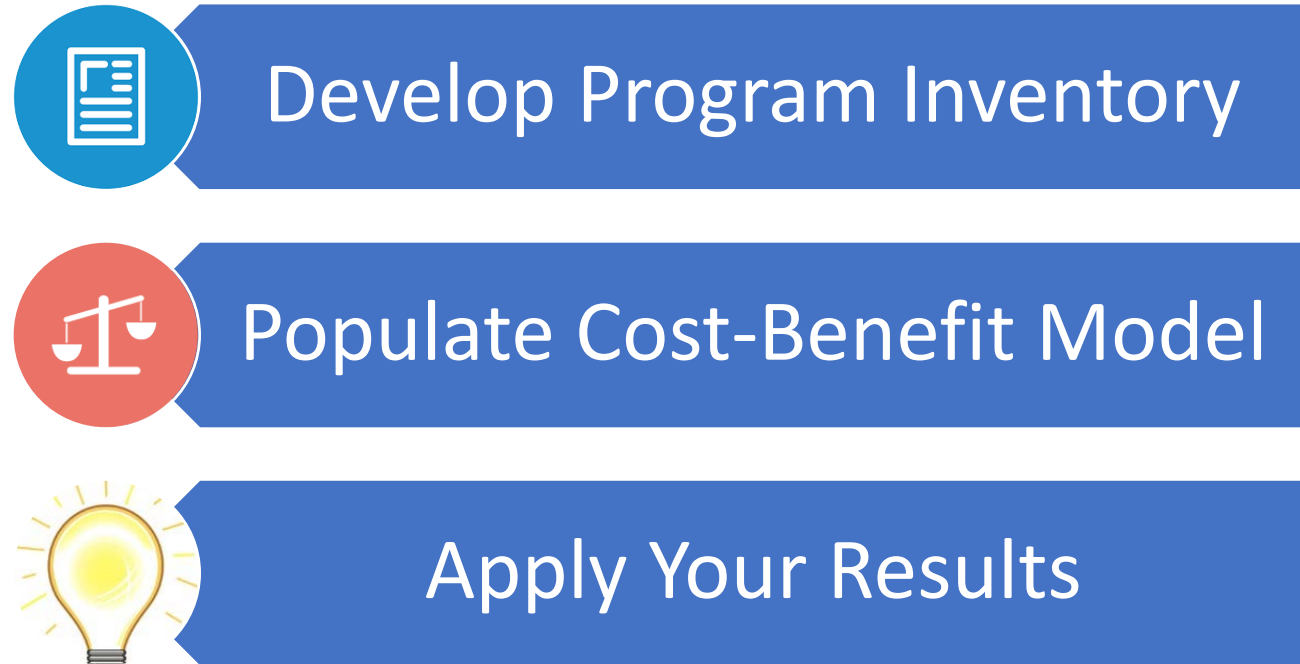 Develop Program Inventory
Populate Cost-Benefit Model
Apply Your Results